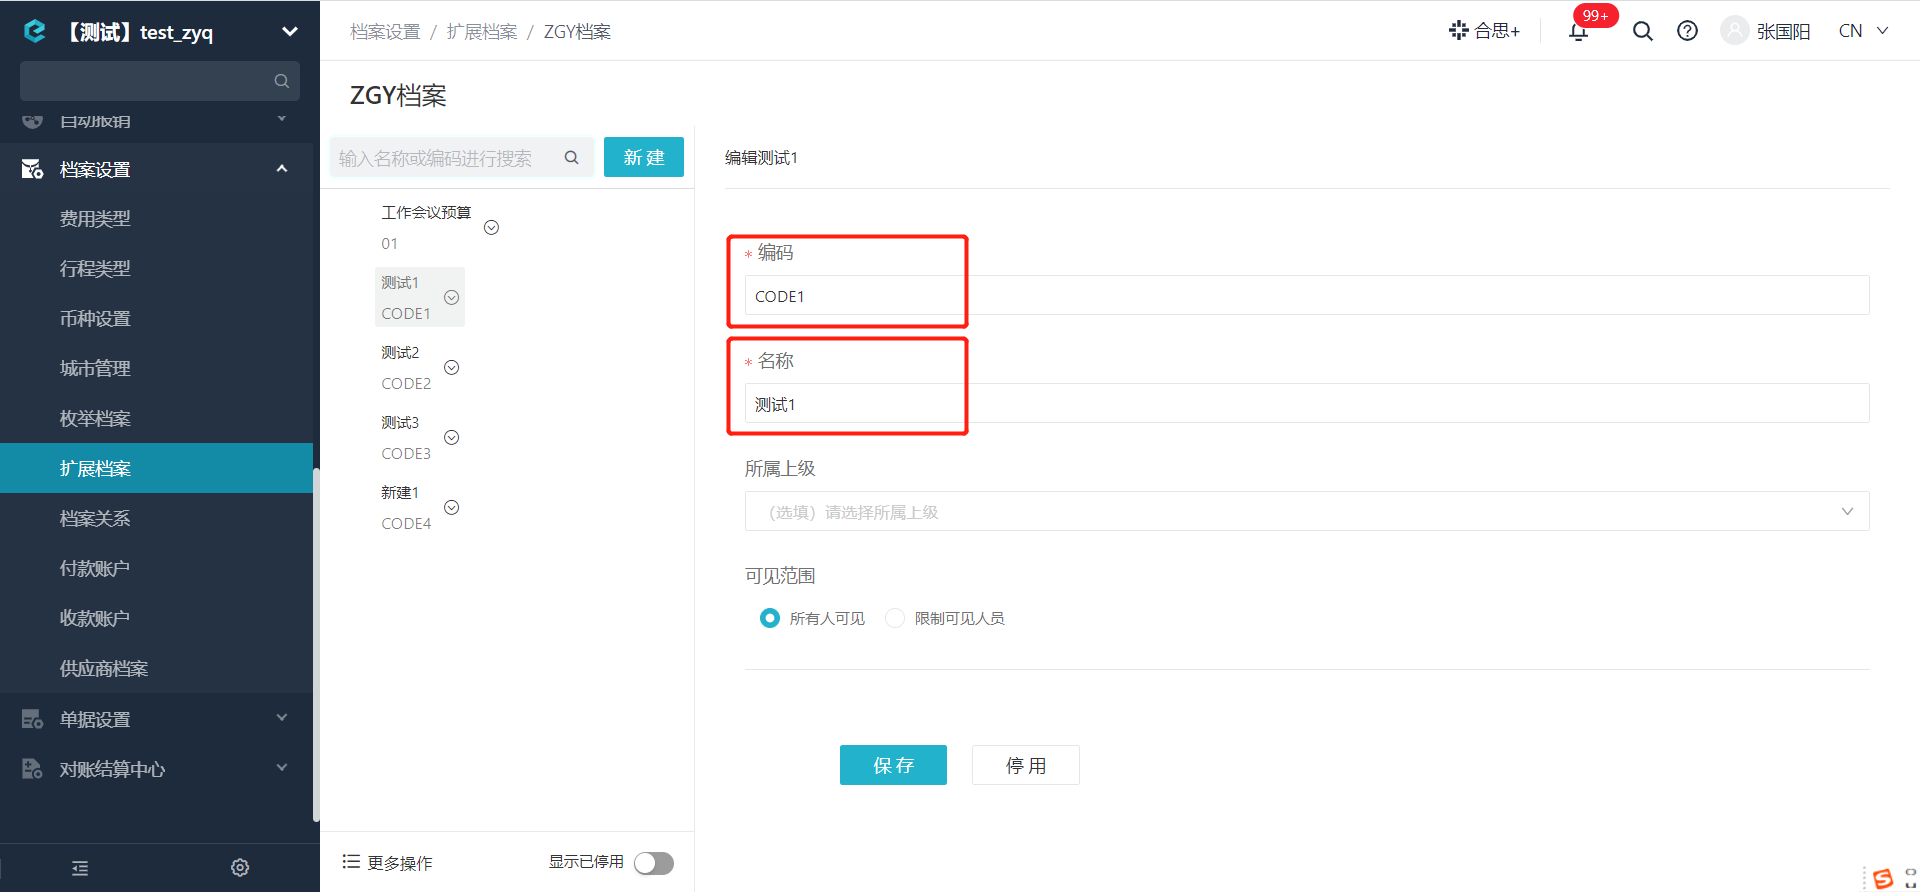 【测试】test_zyq
自动报销
档案设置
费用类型
行程类型
币种设置
城市管理
枚举档案
扩展档案
档案关系
付款账户
收款账户
供应商档案
单据设置
对账结算中心
档案设置 / 扩展档案 / ZGY档案
合思+
99+
张国阳
CN
ZGY档案
输入名称或编码进行搜索
新建
工作会议预算
01
测试1
CODE1
测试2
CODE2
测试3
CODE3
新建1
CODE4
更多操作
显示已停用
编辑测试1
* 编码
CODE1
* 名称
测试1
所属上级
（选填）请选择所属上级
可见范围
所有人可见
限制可见人员
保存
停用